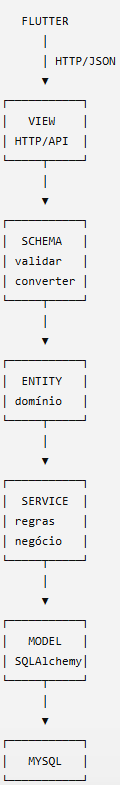 FLUTTER
HTTP/JSON
VIEW
HTTP/API
SCHEMA
validar
converter
ENTITY
domínio
SERVICE
regras
negócio
MODEL
SQLAlchemy
MYSQL